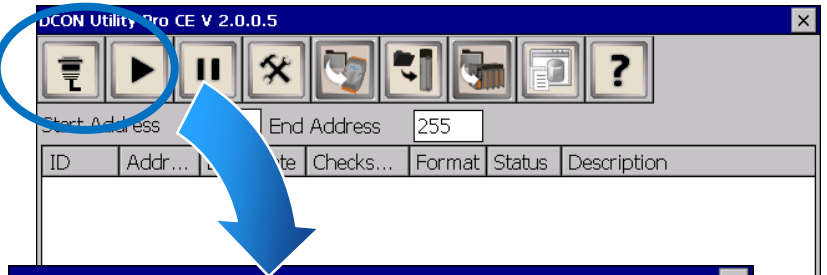 DCON Utility Pro CE V 2.0.0.5
?
Start Address End Address 255
ID Addr... Checks... Format Status Description